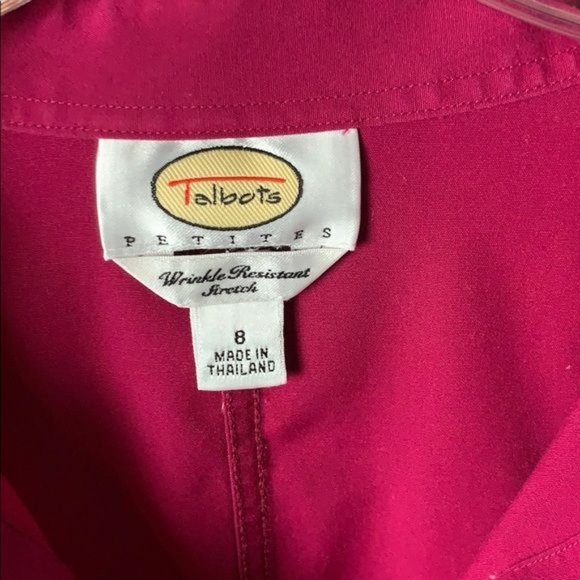 Talbots
PETITES
Wrinkle Resistant
Stretch
8
MADE IN
THAILAND